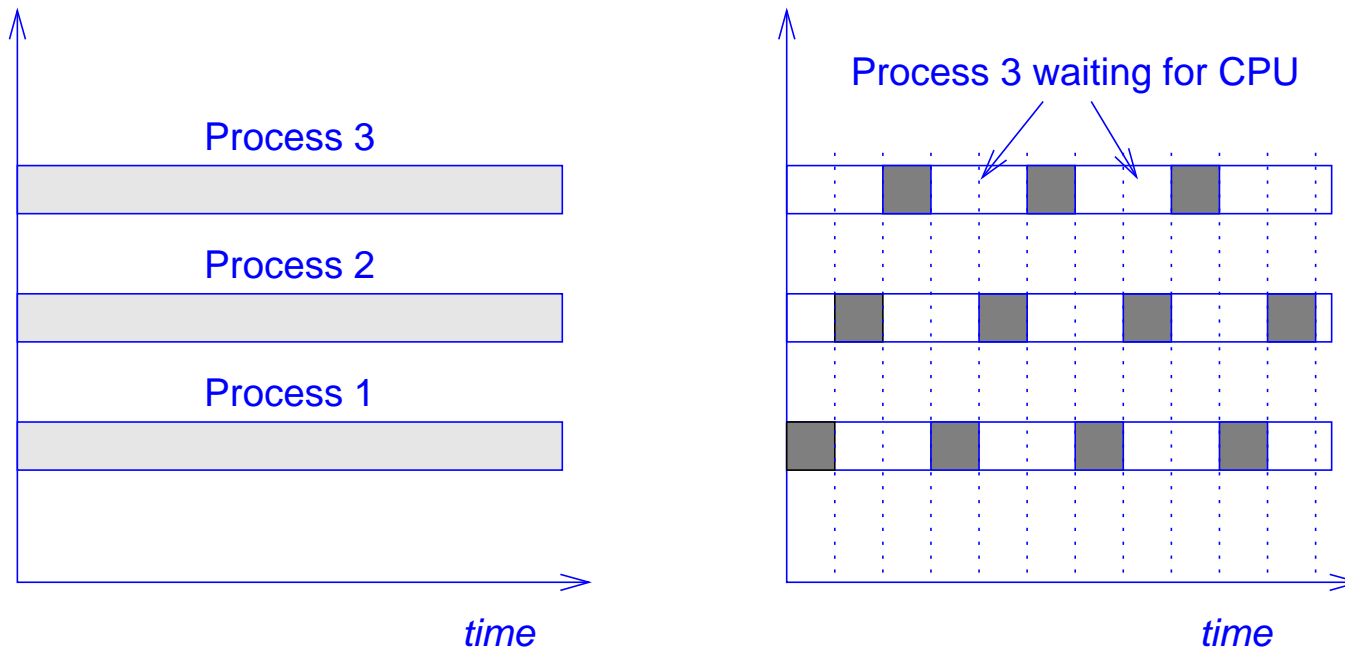 Process 3
Process 2
Process 1
time
Process 3 waiting for CPU
time